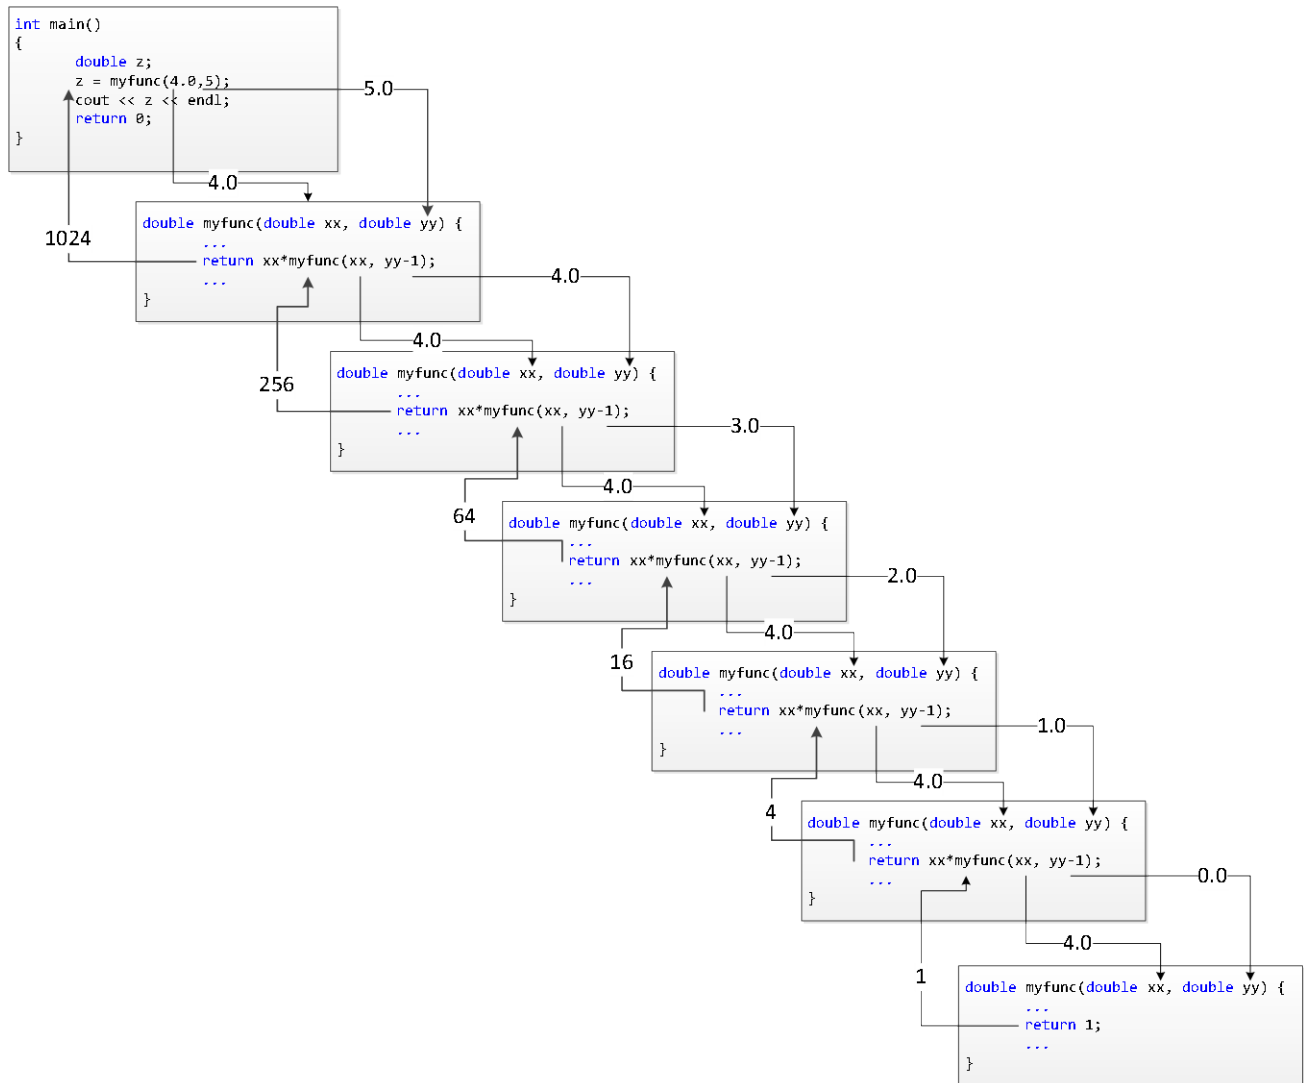 int main()
{
double z;
z = myfunc(4.0,5);
cout << z << endl;
return 0;
}
5.0
4.0
1024
double myfunc(double xx, double yy) {
...
return xx*myfunc(xx, yy-1);
...
}
4.0
4.0
256
double myfunc(double xx, double yy) {
...
return xx*myfunc(xx, yy-1);
...
}
3.0
4.0
64
double myfunc(double xx, double yy) {
...
return xx*myfunc(xx, yy-1);
...
}
2.0
4.0
16
double myfunc(double xx, double yy) {
...
return xx*myfunc(xx, yy-1);
...
}
1.0
4.0
4
double myfunc(double xx, double yy) {
...
return xx*myfunc(xx, yy-1);
...
}
0.0
4.0
1
double myfunc(double xx, double yy) {
...
return 1;
...
}